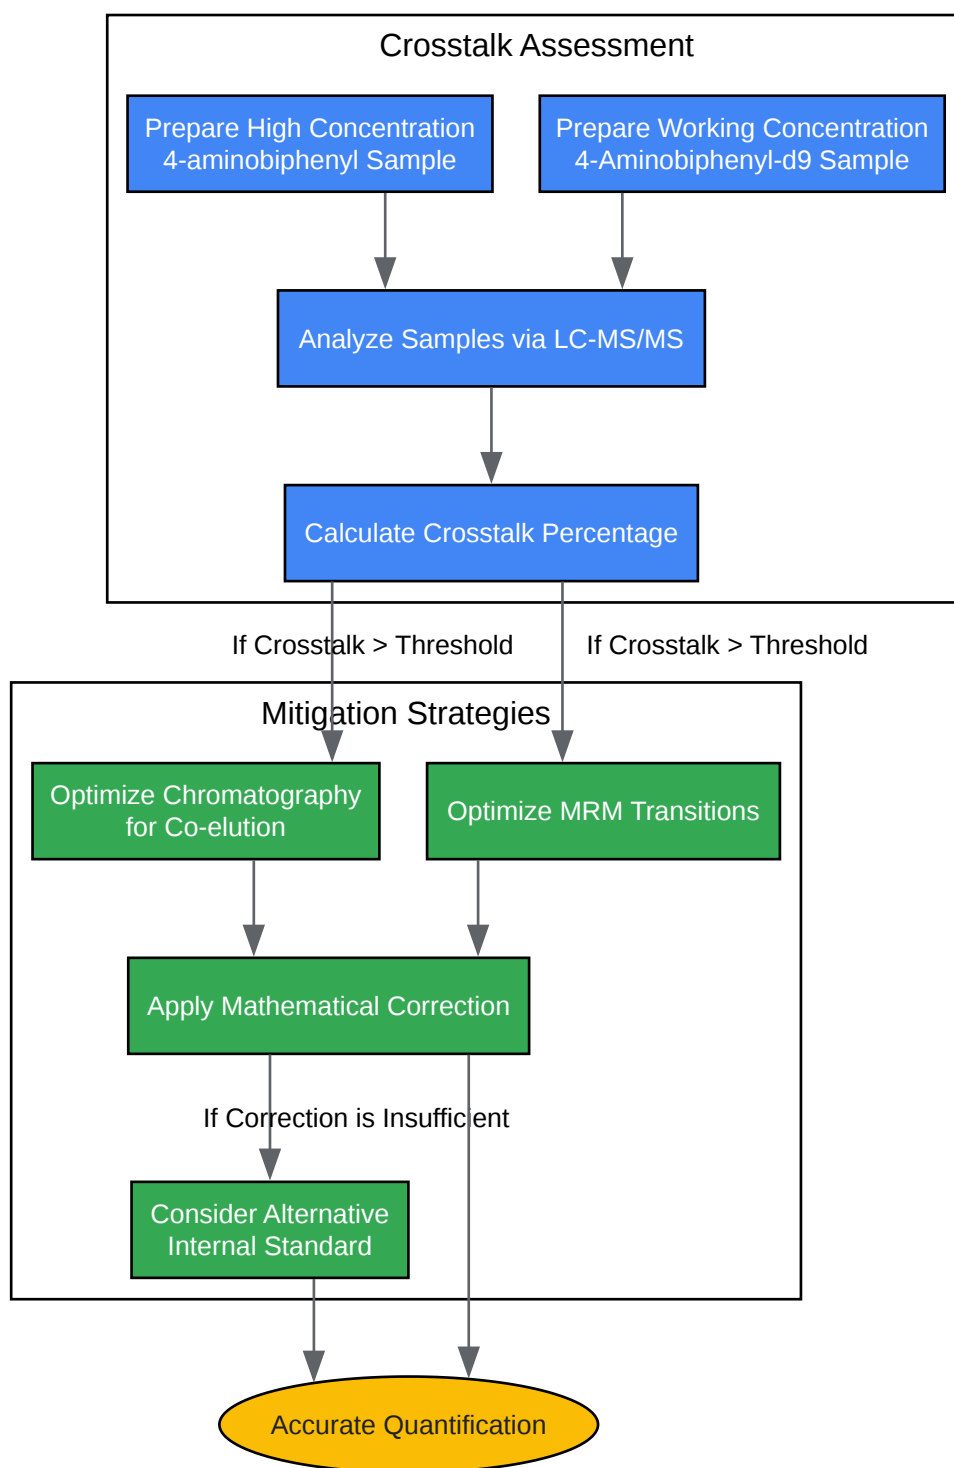 Crosstalk Assessment
Prepare High Concentration
4-aminobiphenyl Sample
Prepare Working Concentration
4-Aminobiphenyl-d9 Sample
Analyze Samples via LC-MS/MS
Calculate Crosstalk Percentage
If Crosstalk > Threshold
If Crosstalk > Threshold
Mitigation Strategies
Optimize Chromatography
for Co-elution
Optimize MRM Transitions
Apply Mathematical Correction
If Correction is Insufficient
Consider Alternative
Internal Standard
Accurate Quantification